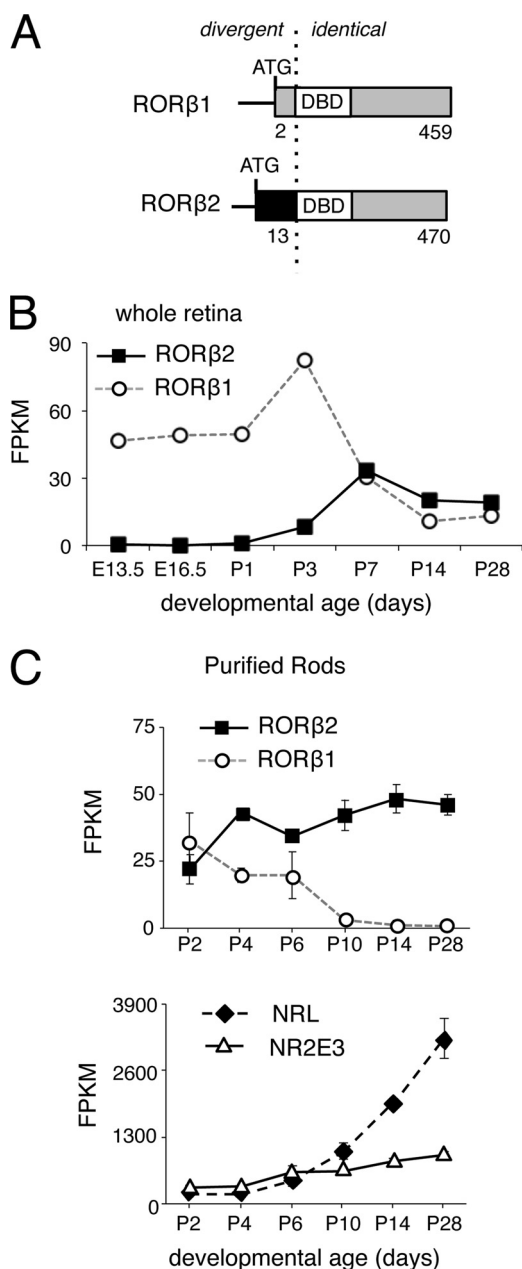 A
divergent identical
ATG
RORβ1
DBD
2 459
ATG
RORβ2
DBD
13 470
B
whole retina
RORβ2
RORβ1
FPKM
90
60
30
0
E13.5 E16.5 P1 P3 P7 P14 P28
developmental age (days)
C
Purified Rods
RORβ2
RORβ1
FPKM
75
50
25
0
P2 P4 P6 P10 P14 P28
NRL
NR2E3
FPKM
3900
2600
1300
0
P2 P4 P6 P10 P14 P28
developmental age (days)